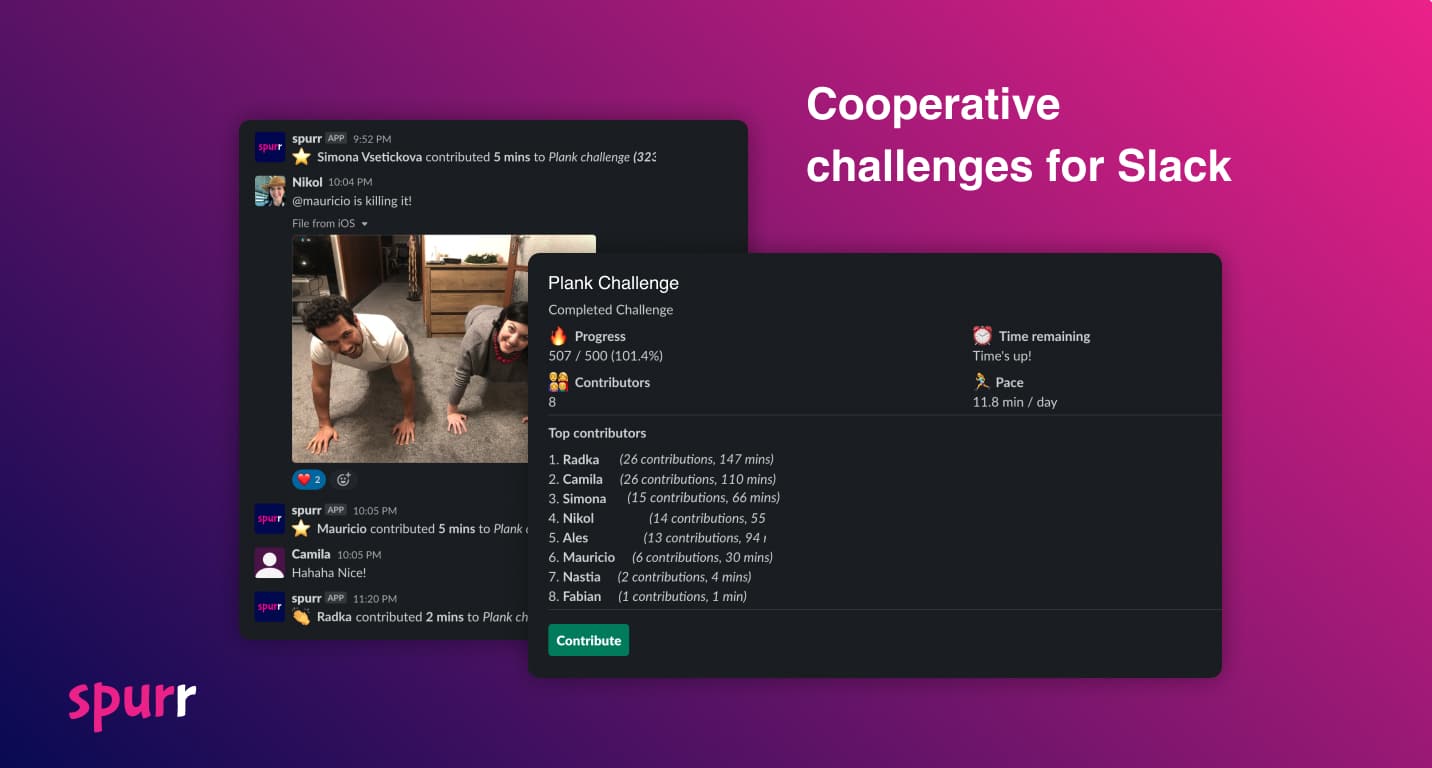 Cooperative
challenges for Slack
spurr
spurr APP 9:52 PM
Simona Vsetickova contributed 5 mins to Plank challenge (323
Nikol 10:04 PM
@mauricio is killing it!
File from iOS
2
spurr
spurr APP 10:05 PM
Mauricio contributed 5 mins to Plank
Camila 10:05 PM
Hahaha Nice!
spurr
spurr APP 11:20 PM
Radka contributed 2 mins to Plank ch
Plank Challenge
Completed Challenge
Progress
507 / 500 (101.4%)
Time remaining
Time's up!
Contributors
8
Pace
11.8 min / day
Top contributors
1. Radka (26 contributions, 147 mins)
2. Camila (26 contributions, 110 mins)
3. Simona (15 contributions, 66 mins)
4. Nikol (14 contributions, 55
5. Ales (13 contributions, 94
6. Mauricio (6 contributions, 30 mins)
7. Nastia (2 contributions, 4 mins)
8. Fabian (1 contributions, 1 min)
Contribute
spurr